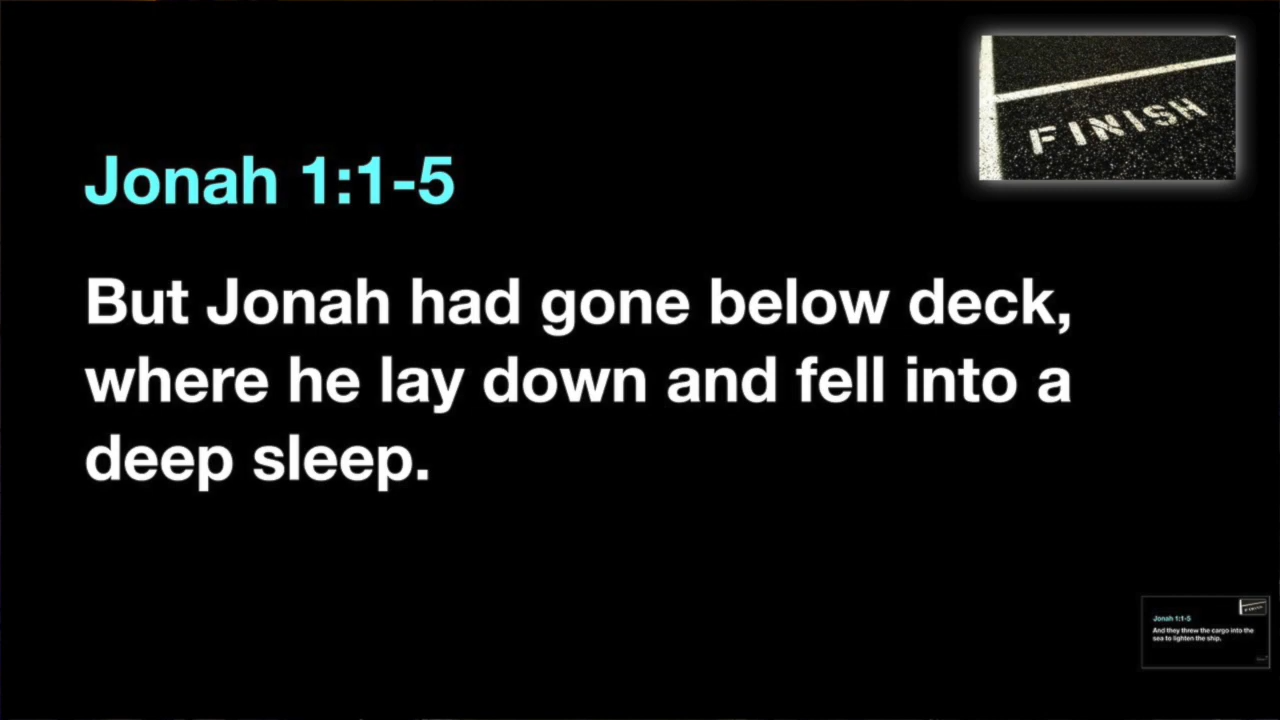 FINISH
Jonah 1:1-5
But Jonah had gone below deck,
where he lay down and fell into a
deep sleep.
Jonah 1:1-5
And they threw the cargo into the
sea to lighten the ship.